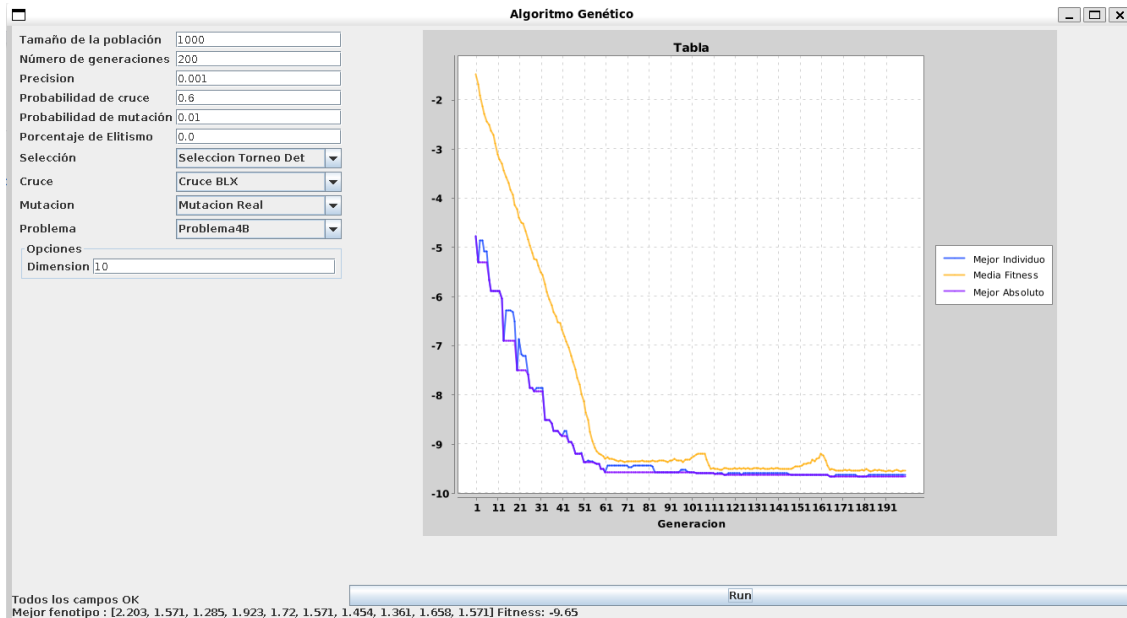 Algoritmo Genético
Tamaño de la población 1000
Número de generaciones 200
Precision 0.001
Probabilidad de cruce 0.6
Probabilidad de mutación 0.01
Porcentaje de Elitismo 0.0
Selección Seleccion Torneo Det
Cruce Cruce BLX
Mutacion Mutacion Real
Problema Problema4B
Opciones
Dimension 10
Tabla
-2
-3
-4
-5
-6
-7
-8
-9
-10
1 11 21 31 41 51 61 71 81 91 101 111 121 131 141 151 161 171 181 191
Generacion
Mejor Individuo
Media Fitness
Mejor Absoluto
Run
Todos los campos OK
Mejor fenotipo : [2.203, 1.571, 1.285, 1.923, 1.72, 1.571, 1.454, 1.361, 1.658, 1.571] Fitness: -9.65